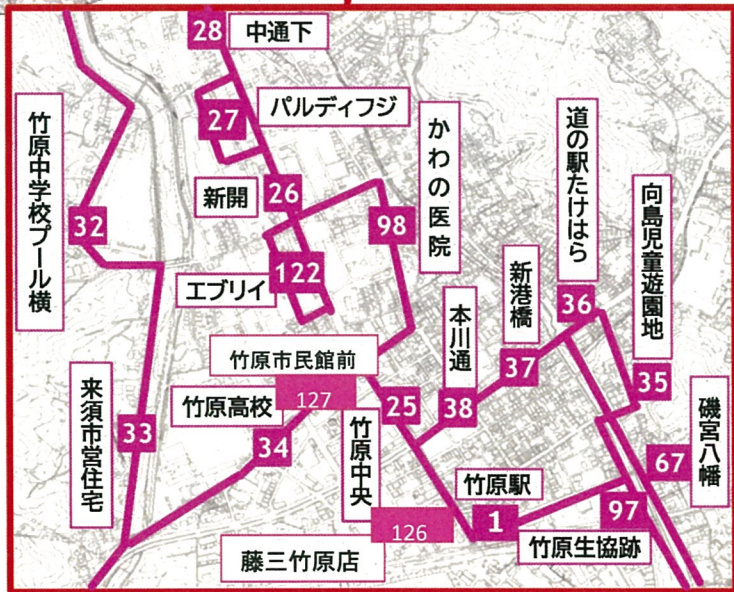 28
中通下
27
パルディフジ
竹原中学校プール横
32
新開
26
かわの医院
98
道の駅たけはら
36
向島児童遊園地
35
エブリイ
122
新港橋
37
本川通
38
竹原市民館前
127
竹原高校
34
25
竹原中央
来須市営住宅
33
磯宮八幡
67
竹原駅
1
97
竹原生協跡
126
藤三竹原店